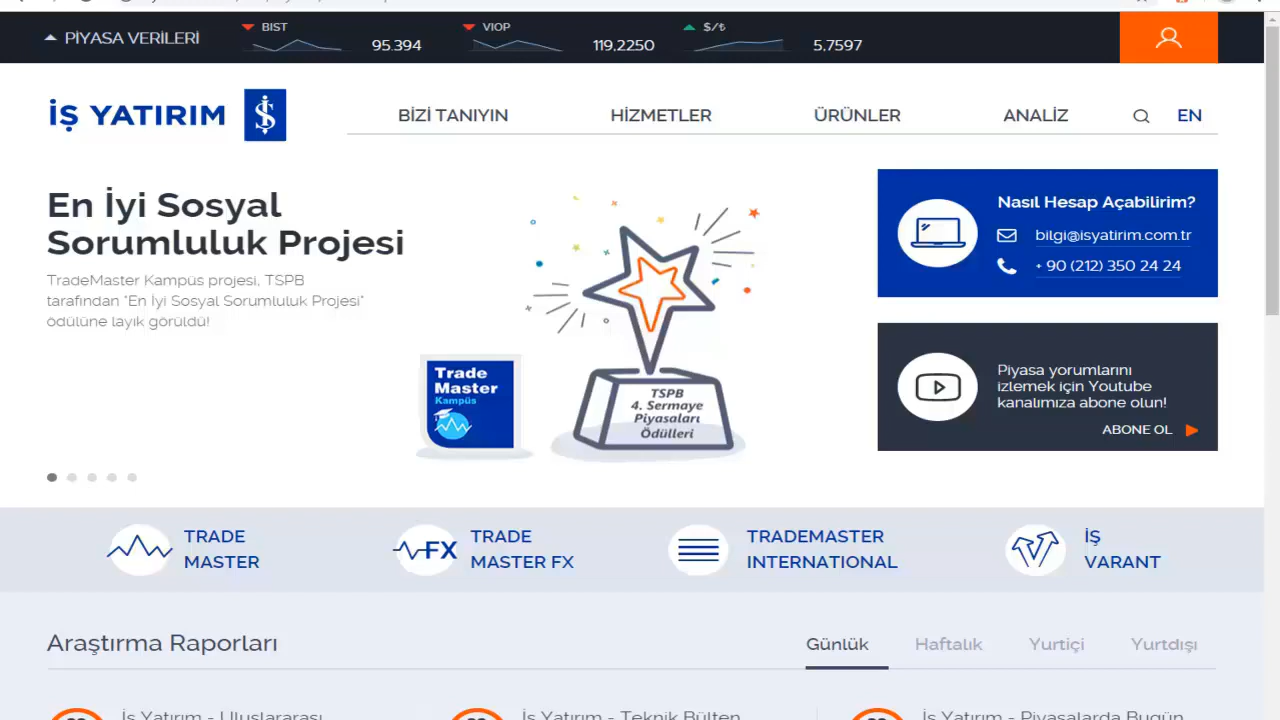 PİYASA VERİLERİ
BIST
95.394
VIOP
119.2250
$/₺
5.7597
İŞ YATIRIM
BİZİ TANIYIN
HİZMETLER
ÜRÜNLER
ANALİZ
EN
En İyi Sosyal
Sorumluluk Projesi
TradeMaster Kampüs projesi, TSPB
tarafından "En İyi Sosyal Sorumluluk Projesi"
ödülüne layık görüldü!
Trade
Master
Kampüs
TSPB
4. Sermaye
Piyasaları
Ödülleri
Nasıl Hesap Açabilirim?
bilgi@isyatirim.com.tr
+ 90 (212) 350 24 24
Piyasa yorumlarını
izlemek için Youtube
kanalımıza abone olun!
ABONE OL
TRADE
MASTER
FX
TRADE
MASTER FX
TRADEMASTER
INTERNATIONAL
İŞ
VARANT
Araştırma Raporları
Günlük
Haftalık
Yurtiçi
Yurtdışı
İş Yatırım - Uluslararası
İş Yatırım - Teknik Bülten
İş Yatırım - Piyasalarda Bugün